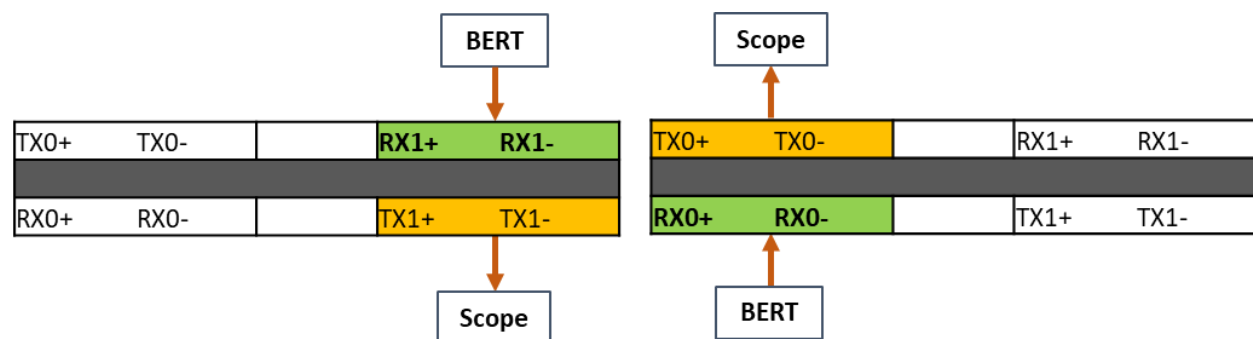 BERT
Scope
TX0+ TX0- RX1+ RX1-
TX0+ TX0- RX1+ RX1-
RX0+ RX0- TX1+ TX1-
RX0+ RX0- TX1+ TX1-
Scope
BERT